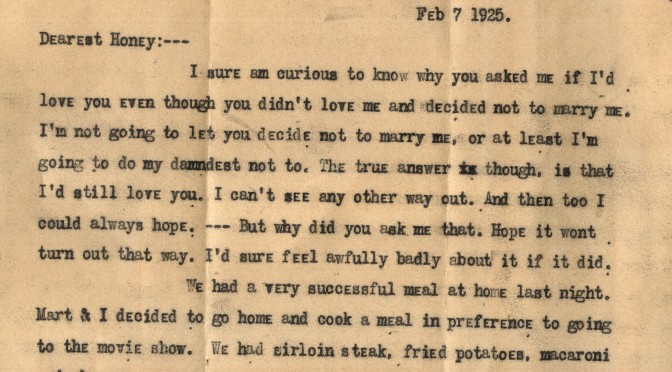 Feb 7 1925.
Dearest Honey:---
I sure am curious to know why you asked me if I'd
love you even though you didn't love me and decided not to marry me.
I'm not going to let you decide not to marry me, or at least I'm
going to do my damndest not to. The true answer is though, is that
I'd still love you. I can't see any other way out. And then too I
could always hope. --- But why did you ask me that. Hope it wont
turn out that way. I'd sure feel awfully badly about it if it did.
We had a very successful meal at home last night.
Mart & I decided to go home and cook a meal in preference to going
to the movie show. We had sirloin steak, fried potatoes, macaroni